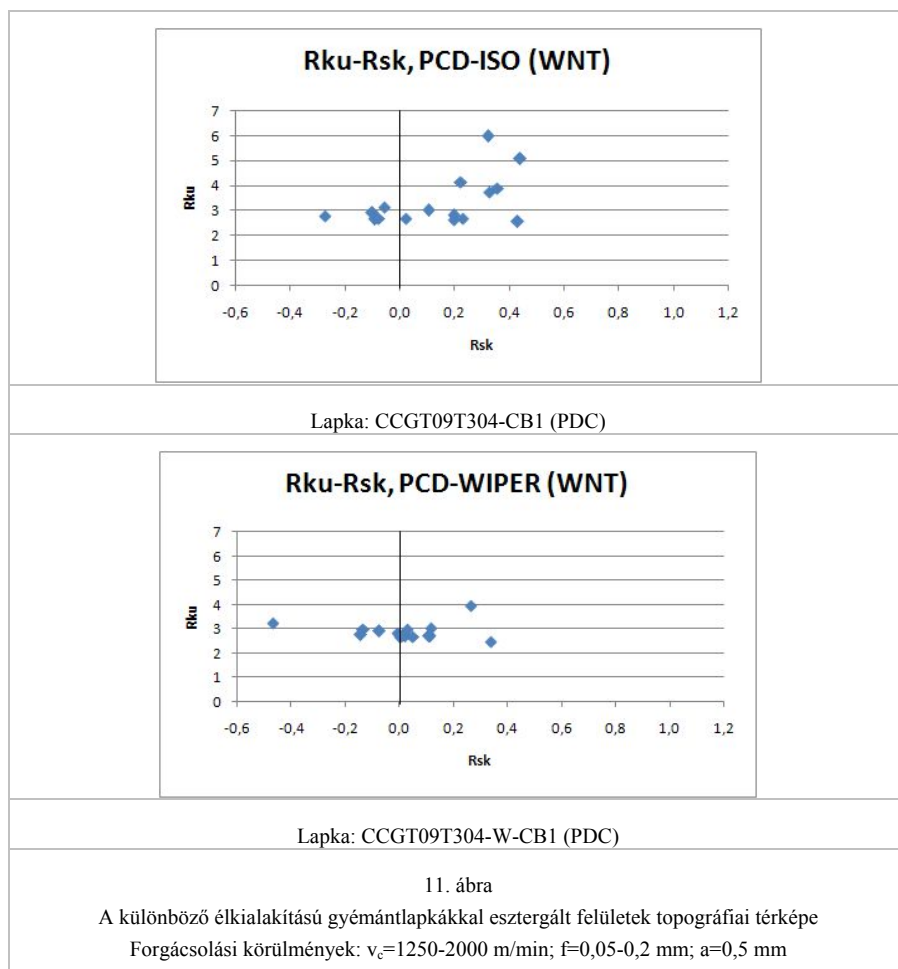 Rku-Rsk, PCD-ISO (WNT)
7
6
5
4
3
2
1
0
Rku
-0,6 -0,4 -0,2 0,0 0,2 0,4 0,6 0,8 1,0 1,2
Rsk
Lapka: CCGT09T304-CB1 (PDC)
Rku-Rsk, PCD-WIPER (WNT)
7
6
5
4
3
2
1
0
Rku
-0,6 -0,4 -0,2 0,0 0,2 0,4 0,6 0,8 1,0 1,2
Rsk
Lapka: CCGT09T304-W-CB1 (PDC)
11. ábra
A különböző élkialakítású gyémántlapkákkal esztergált felületek topográfiai térképe
Forgácsolási körülmények: vc=1250-2000 m/min; f=0,05-0,2 mm; a=0,5 mm